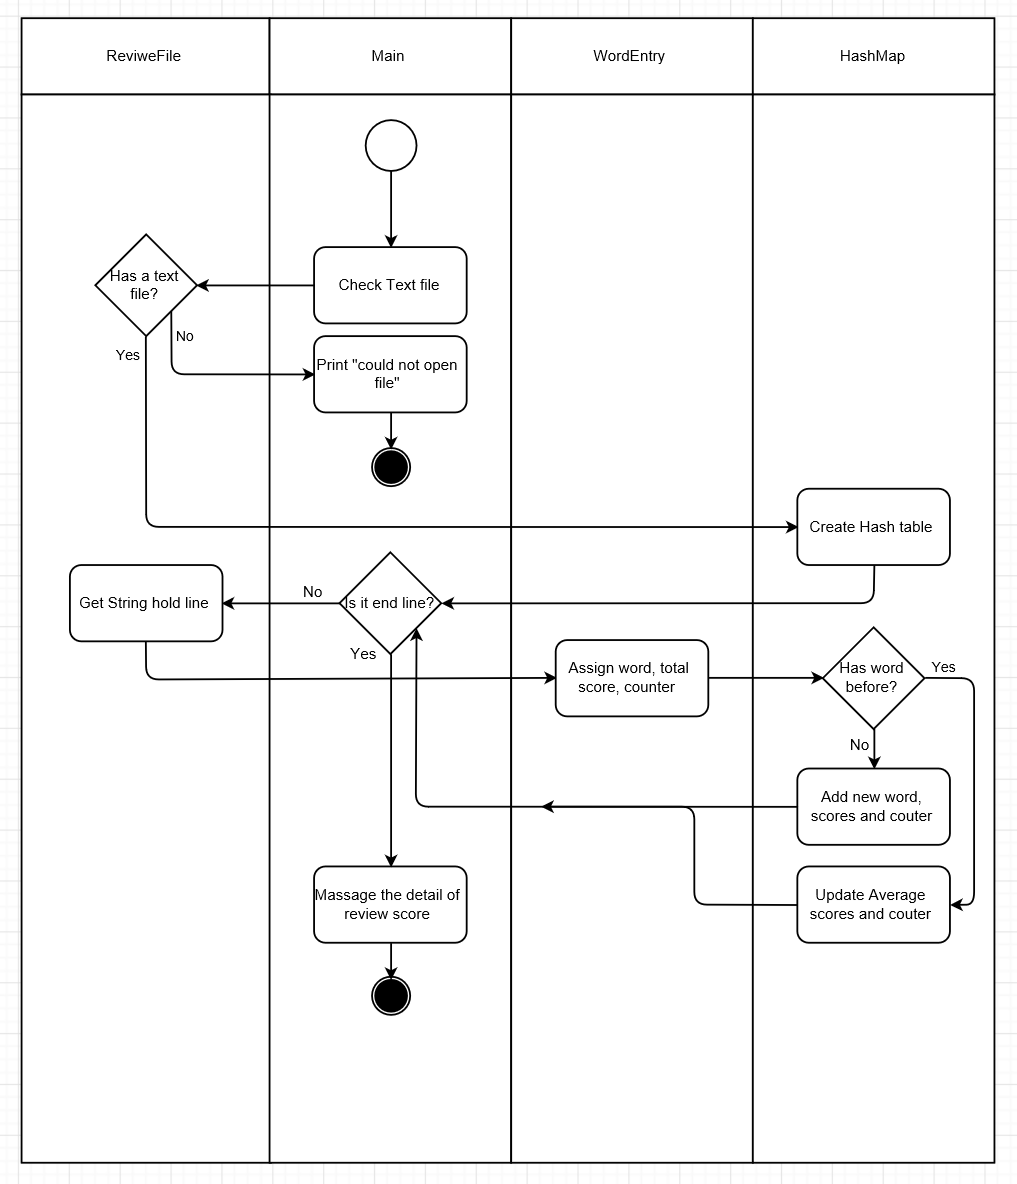 ReviweFile
Main
WordEntry
HashMap
Has a text
file?
Check Text file
No
Yes
Print "could not open
file"
Create Hash table
Get String hold line
No
Is it end line?
Yes
Assign word, total
score, counter
Has word
before?
Yes
No
Add new word,
scores and couter
Massage the detail of
review score
Update Average
scores and couter